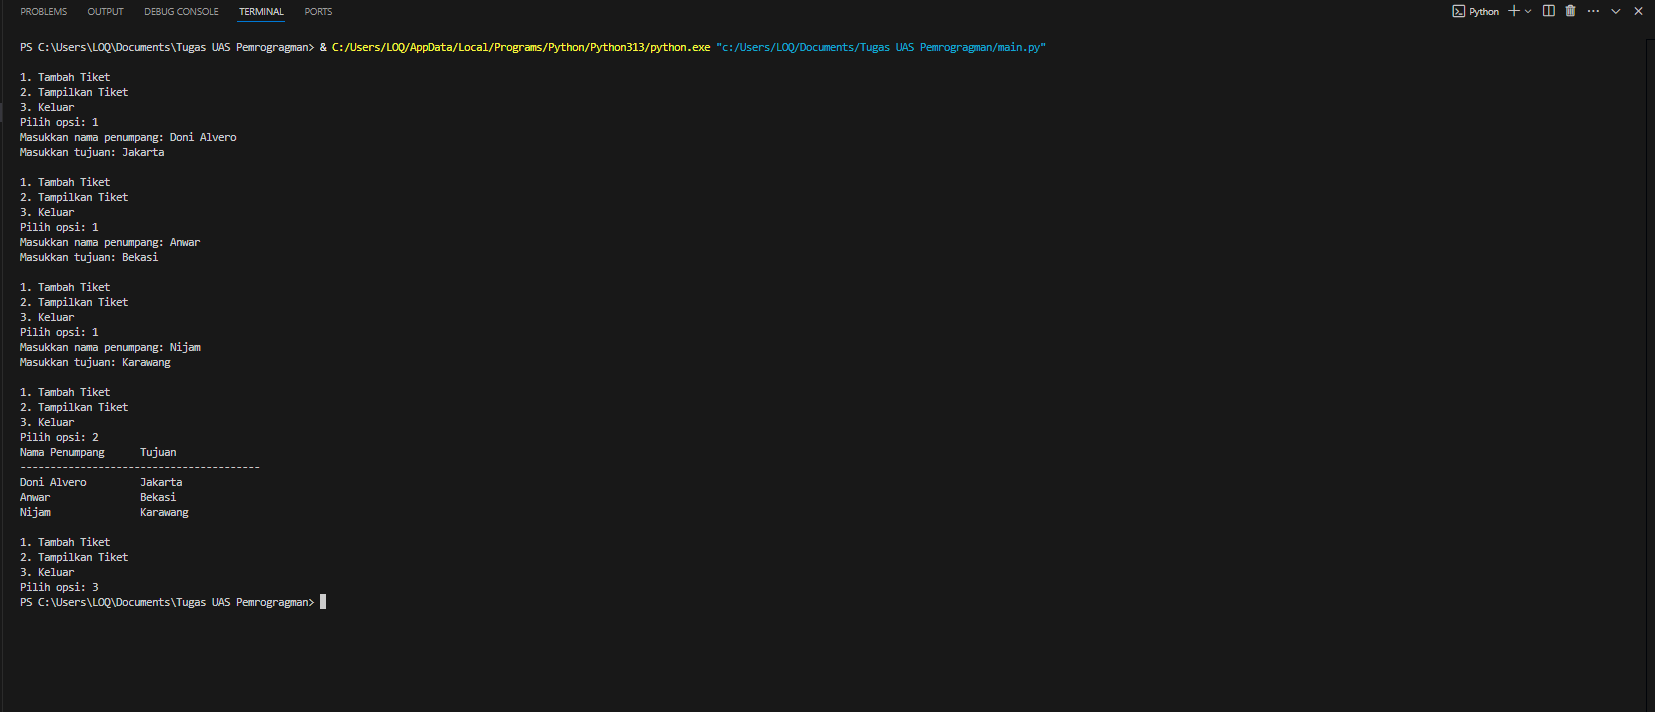 PROBLEMS OUTPUT DEBUG CONSOLE TERMINAL PORTS Python
PS C:\Users\LOQ\Documents\Tugas UAS Pemrogragman> & C:/Users/LOQ/AppData/Local/Programs/Python/Python313/python.exe "c:/Users/LOQ/Documents/Tugas UAS Pemrogragman/main.py"
1. Tambah Tiket
2. Tampilkan Tiket
3. Keluar
Pilih opsi: 1
Masukkan nama penumpang: Doni Alvero
Masukkan tujuan: Jakarta
1. Tambah Tiket
2. Tampilkan Tiket
3. Keluar
Pilih opsi: 1
Masukkan nama penumpang: Anwar
Masukkan tujuan: Bekasi
1. Tambah Tiket
2. Tampilkan Tiket
3. Keluar
Pilih opsi: 1
Masukkan nama penumpang: Nijam
Masukkan tujuan: Karawang
1. Tambah Tiket
2. Tampilkan Tiket
3. Keluar
Pilih opsi: 2
Nama Penumpang Tujuan
----------------------------------------
Doni Alvero Jakarta
Anwar Bekasi
Nijam Karawang
1. Tambah Tiket
2. Tampilkan Tiket
3. Keluar
Pilih opsi: 3
PS C:\Users\LOQ\Documents\Tugas UAS Pemrogragman>